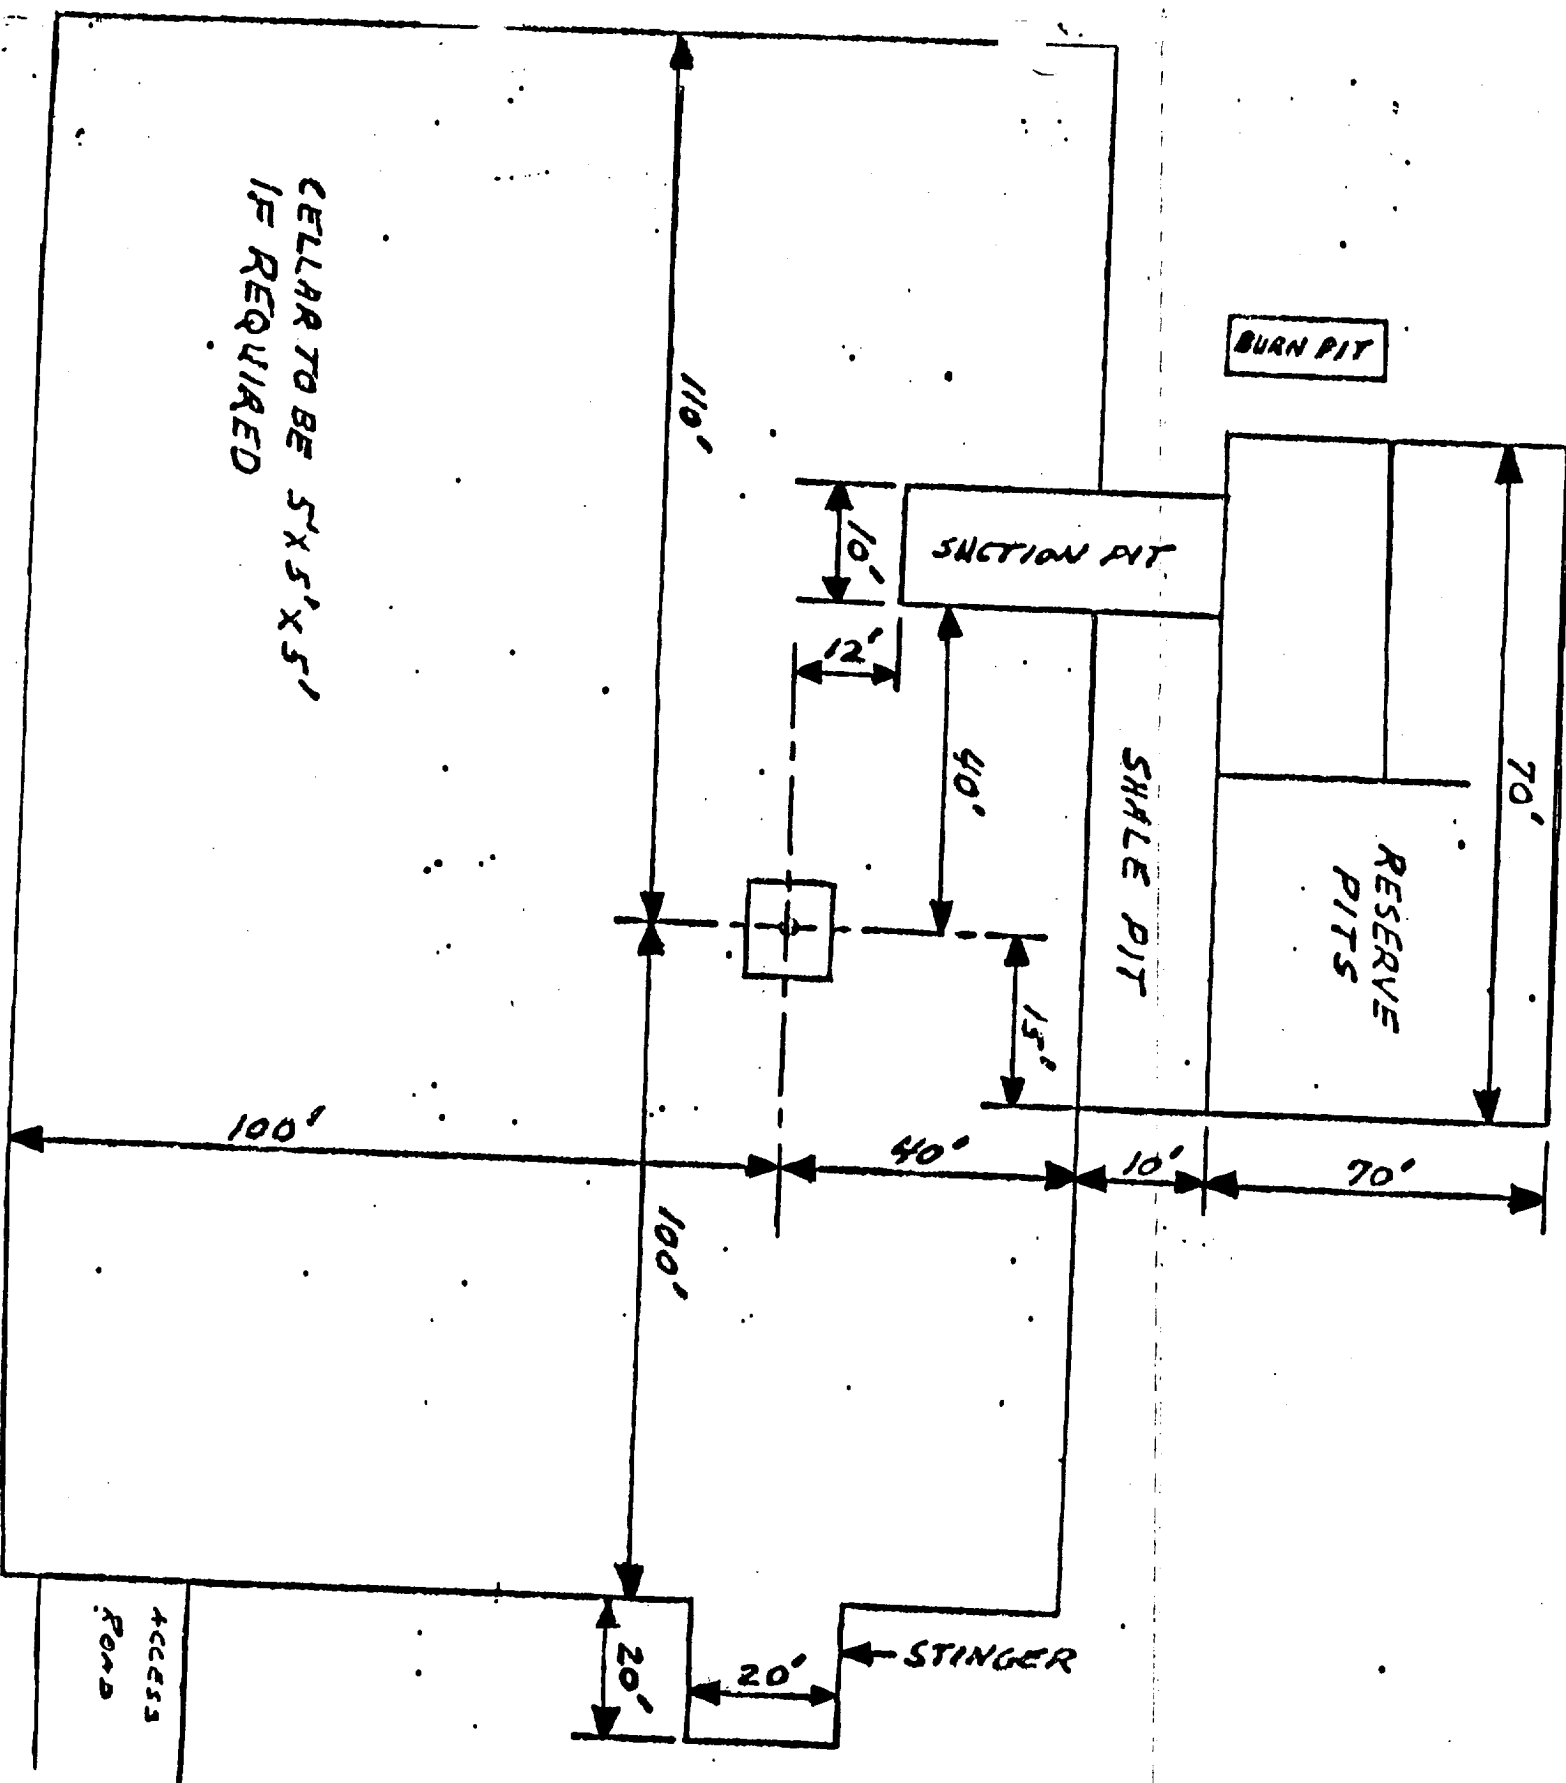 BURN PIT
70'
RESERVE
PITS
SUCTION PIT
10'
12'
40'
SHALE PIT
15'
110'
CELLAR TO BE 5'X5'X5'
IF REQUIRED
100'
40'
10'
70'
100'
STINGER
20'
20'
ACCESS
ROAD